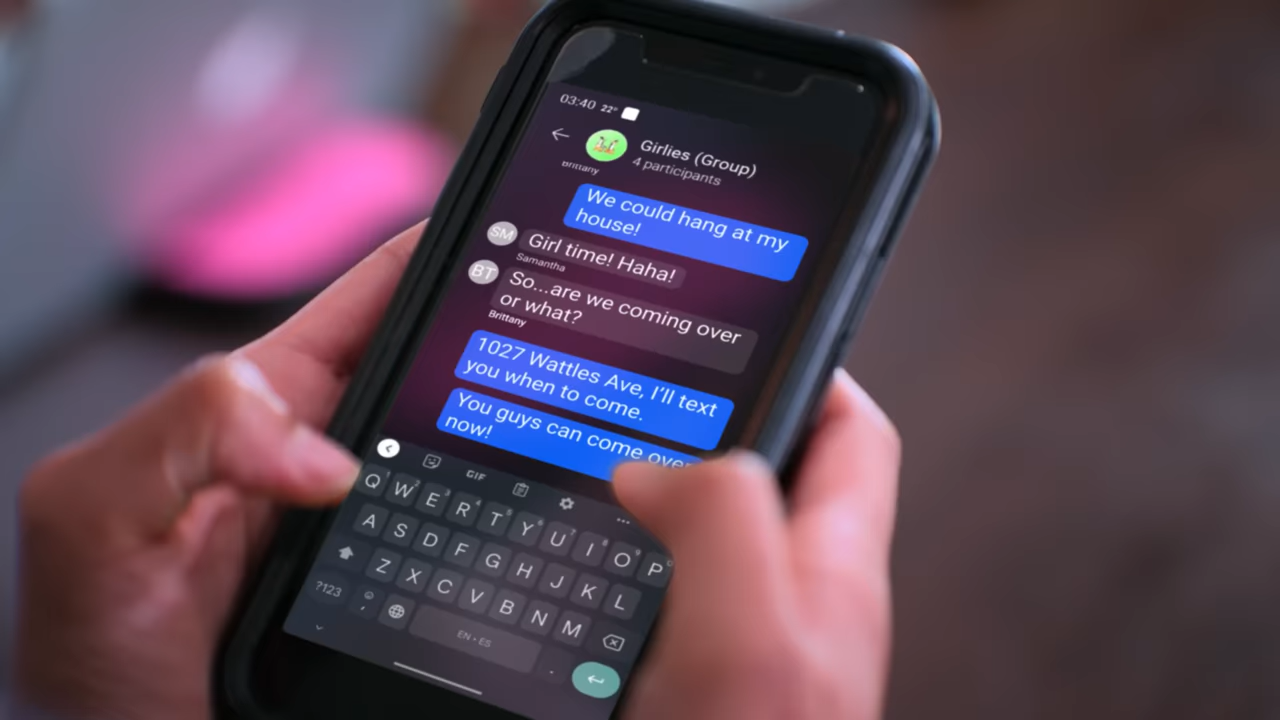 03:40 22°
Girlies (Group)
4 participants
Brittany
We could hang at my
house!
SM
Girl time! Haha!
Samantha
BT
So...are we coming over
or what?
Brittany
1027 Wattles Ave, I'll text
you when to come.
You guys can come over
now!
GIF
Q W E R T Y U I O P
A S D F G H J K L
Z X C V B N M
?123 , EN • ES .